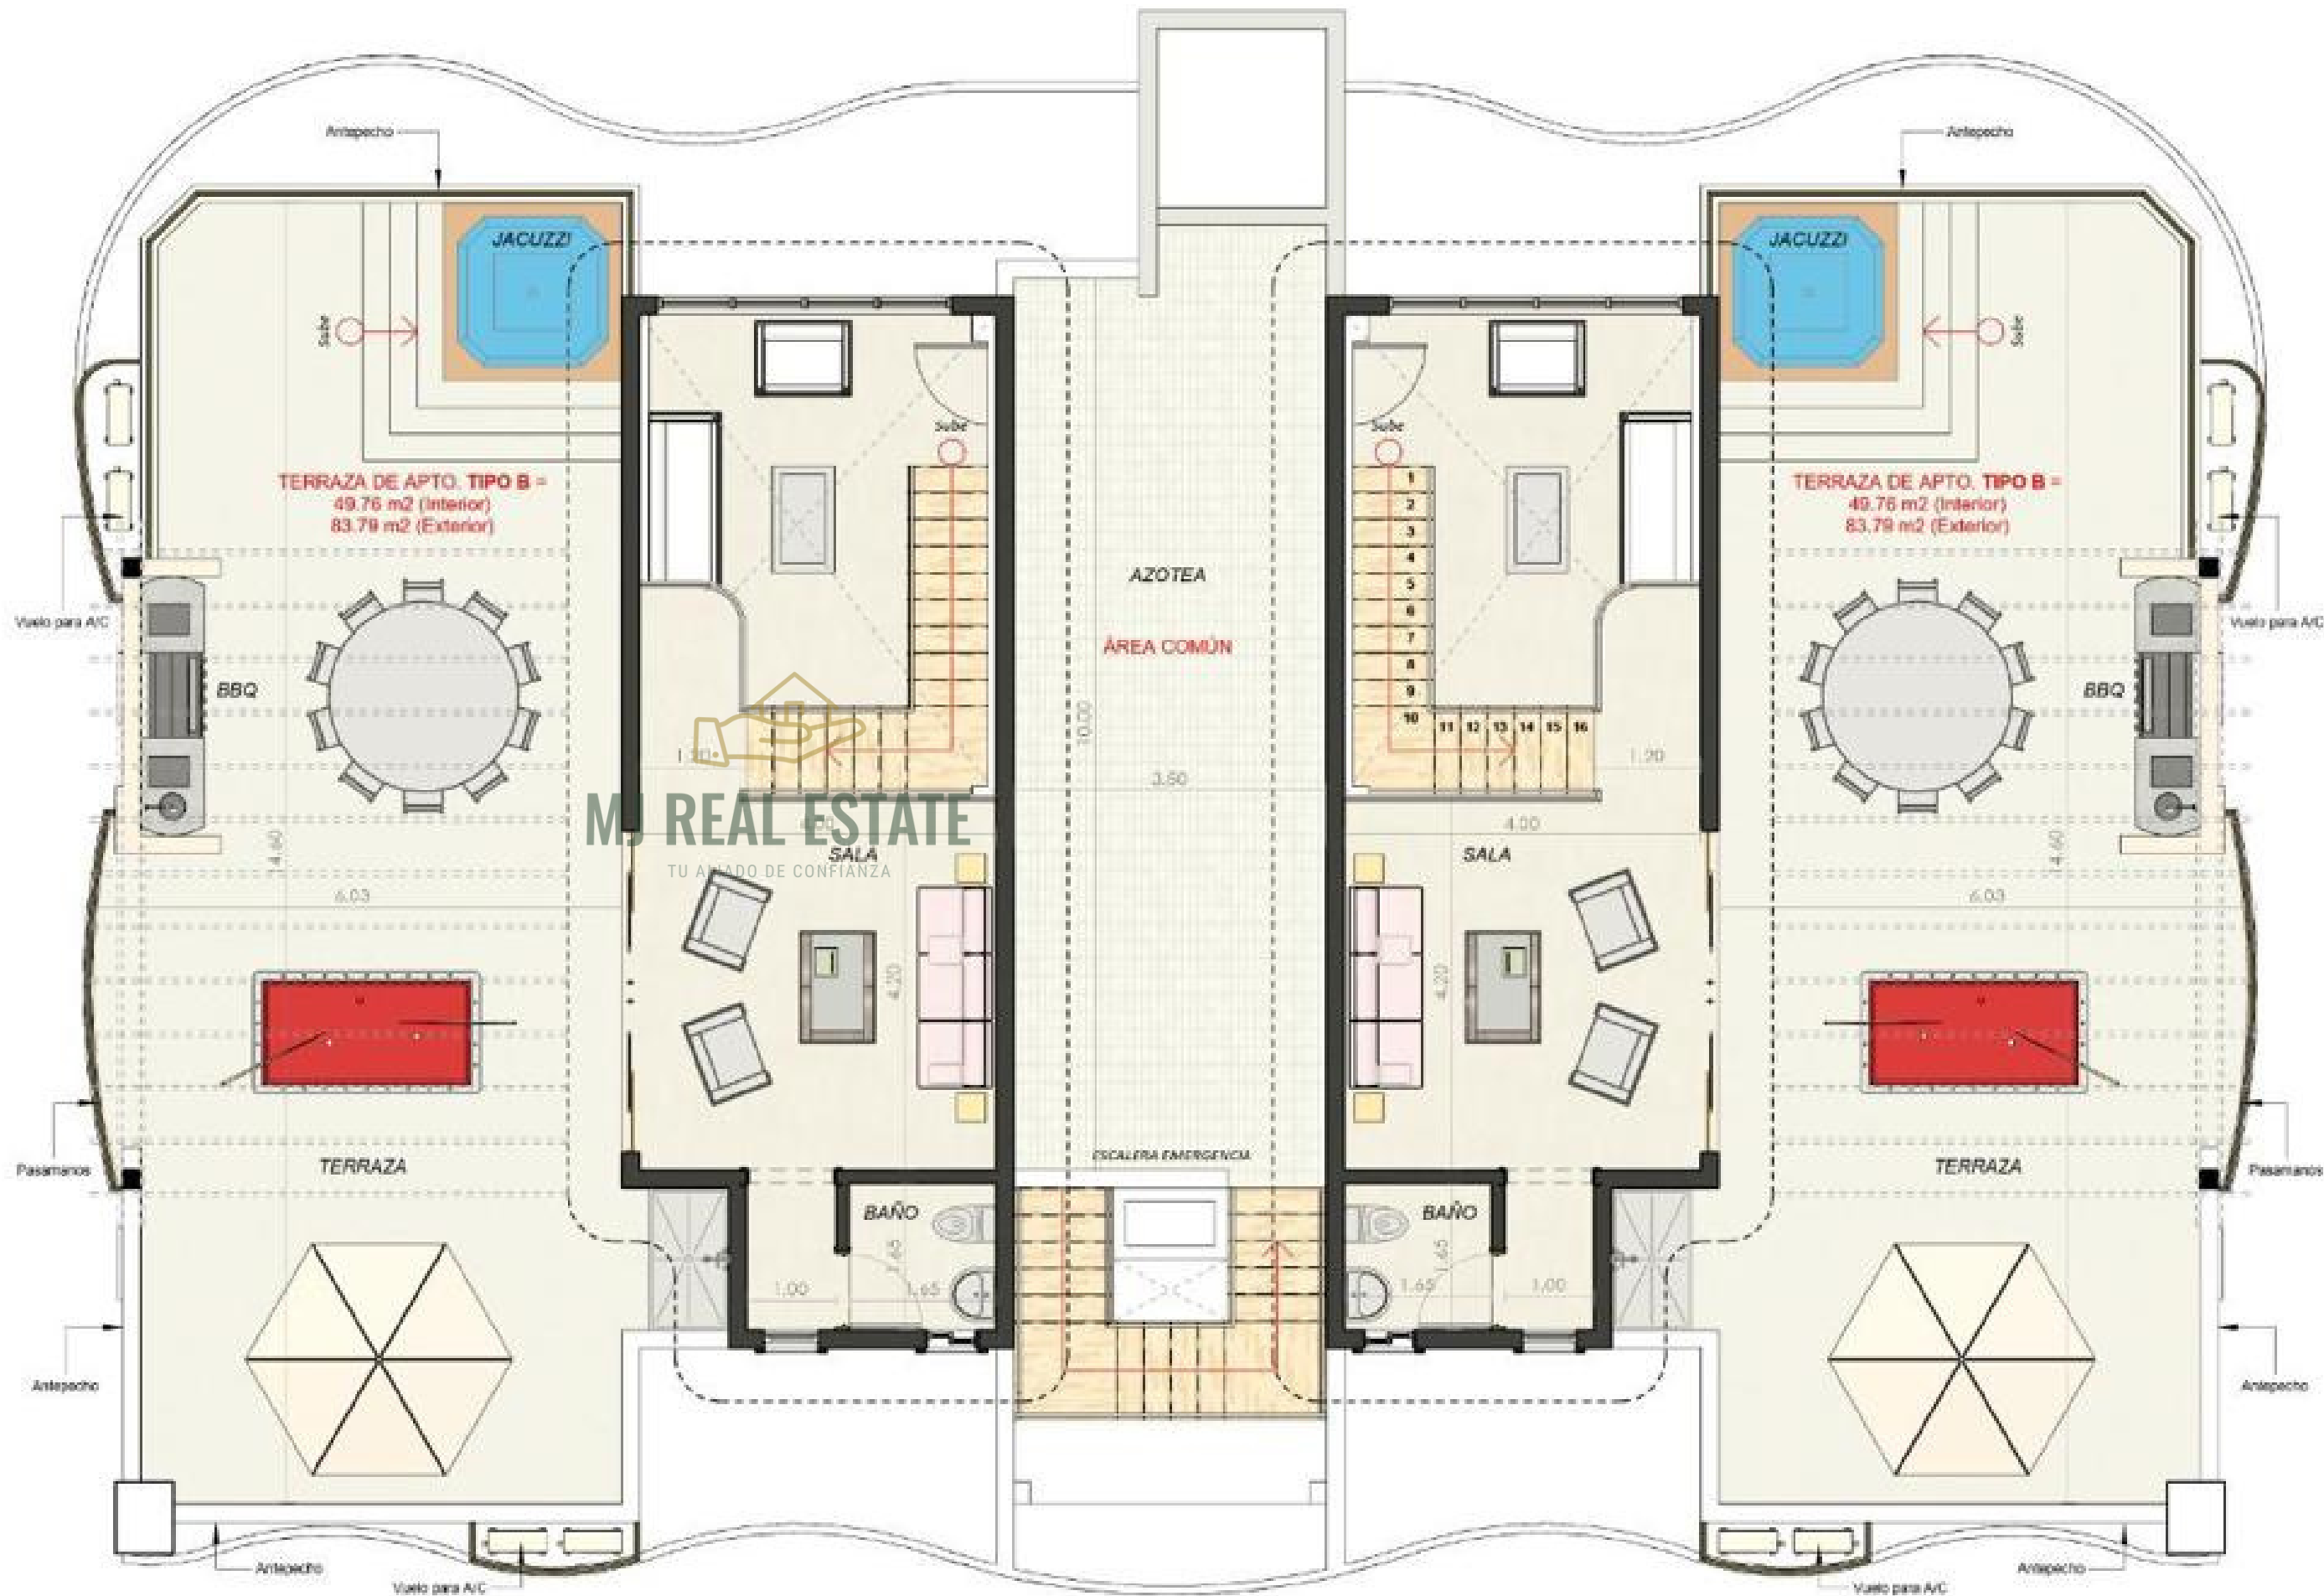 Antepecho
Antepecho
JACUZZI
JACUZZI
Sube
Sube
Sube
Sube
TERRAZA DE APTO. TIPO B =
49.76 m2 (Interior)
83.79 m2 (Exterior)
TERRAZA DE APTO. TIPO B =
49.76 m2 (Interior)
83.79 m2 (Exterior)
1
2
3
4
5
6
7
8
9
10
11 12 13 14 15 16
AZOTEA
ÁREA COMÚN
Vuelo para A/C
Vuelo para A/C
BBQ
BBQ
10.00
1.20
1.20
3.80
MJ REAL ESTATE
TU ALIADO DE CONFIANZA
4.00
4.00
SALA
SALA
14.60
14.60
6.03
6.03
4.20
4.20
ESCALERA EMERGENCIA
Pasamanos
TERRAZA
TERRAZA
Pasamanos
BAÑO
BAÑO
1.65
1.65
1.00
1.65
1.65
1.00
Antepecho
Antepecho
Antepecho
Vuelo para A/C
Antepecho
Vuelo para A/C